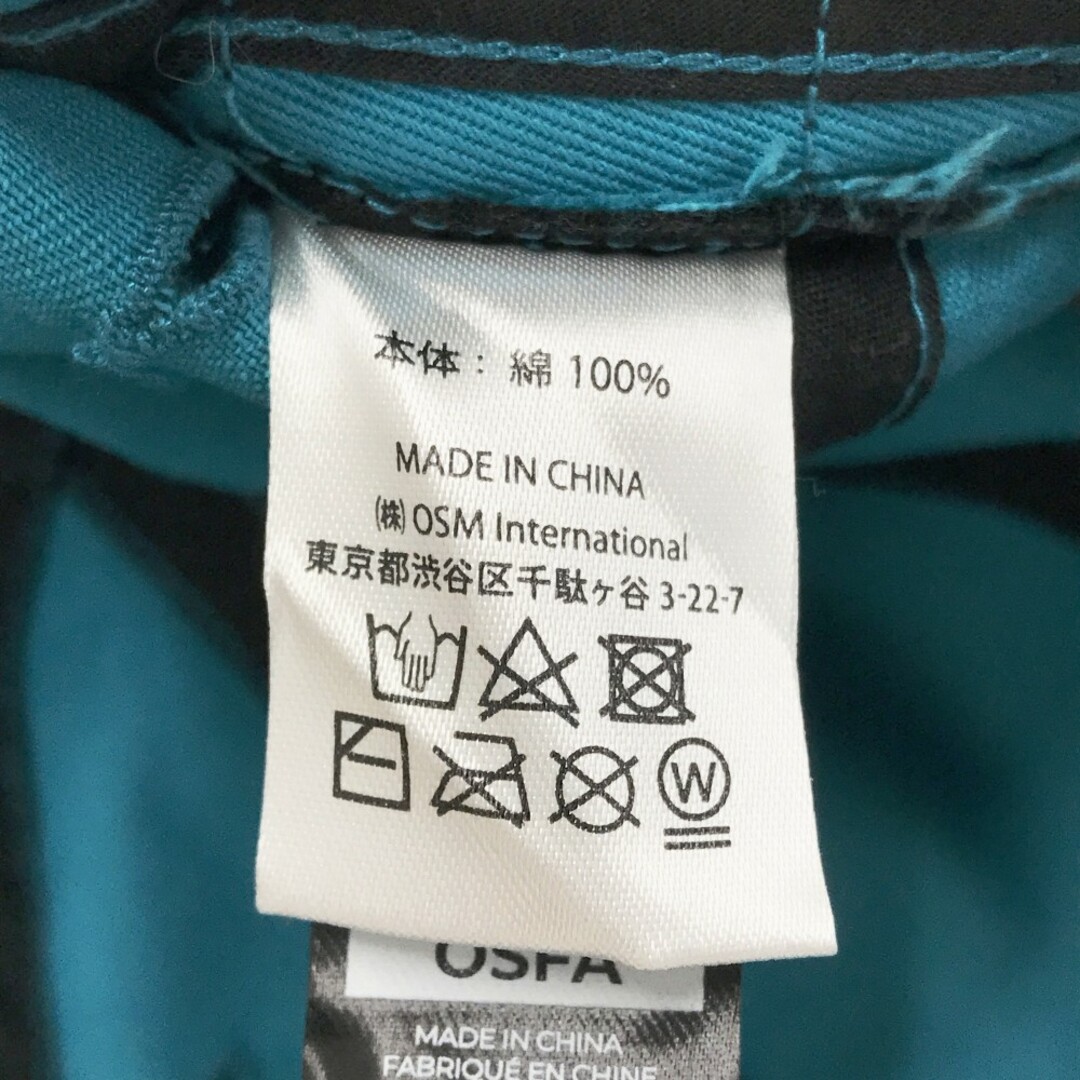 本体：綿 100%
MADE IN CHINA
㈱ OSM International
東京都渋谷区千駄ヶ谷 3-22-7
W
OSFA
MADE IN CHINA
FABRIQUÉ EN CHINE